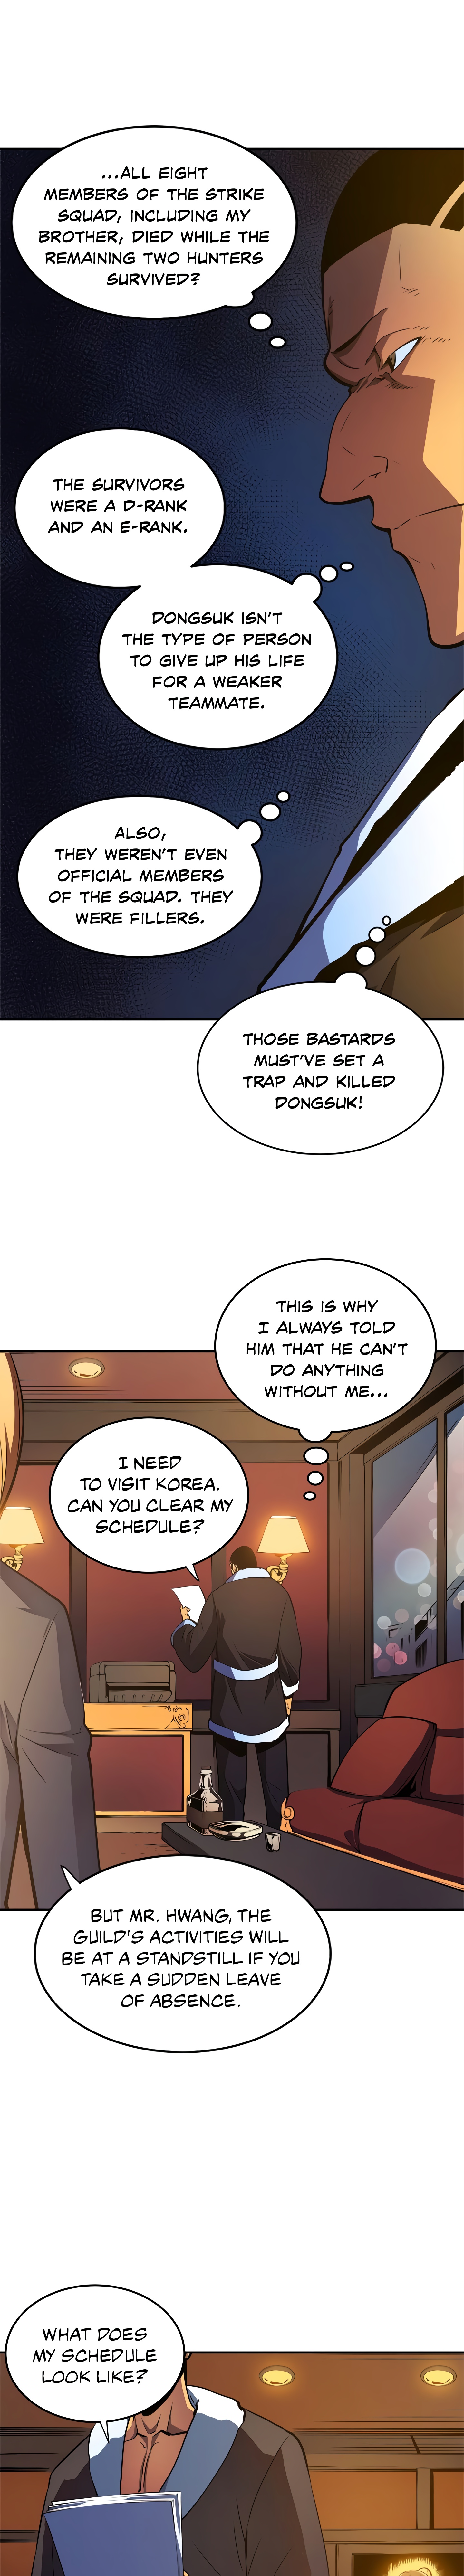 ...ALL EIGHT
MEMBERS OF THE STRIKE
SQUAD, INCLUDING MY
BROTHER, DIED WHILE THE
REMAINING TWO HUNTERS
SURVIVED?
THE SURVIVORS
WERE A D-RANK
AND AN E-RANK.
DONGSUK ISN'T
THE TYPE OF PERSON
TO GIVE UP HIS LIFE
FOR A WEAKER
TEAMMATE.
ALSO,
THEY WEREN'T EVEN
OFFICIAL MEMBERS
OF THE SQUAD. THEY
WERE FILLERS.
THOSE BASTARDS
MUST'VE SET A
TRAP AND KILLED
DONGSUK!
THIS IS WHY
I ALWAYS TOLD
HIM THAT HE CAN'T
DO ANYTHING
WITHOUT ME...
I NEED
TO VISIT KOREA.
CAN YOU CLEAR MY
SCHEDULE?
BUT MR. HWANG, THE
GUILD'S ACTIVITIES WILL
BE AT A STANDSTILL IF YOU
TAKE A SUDDEN LEAVE
OF ABSENCE.
WHAT DOES
MY SCHEDULE
LOOK LIKE?